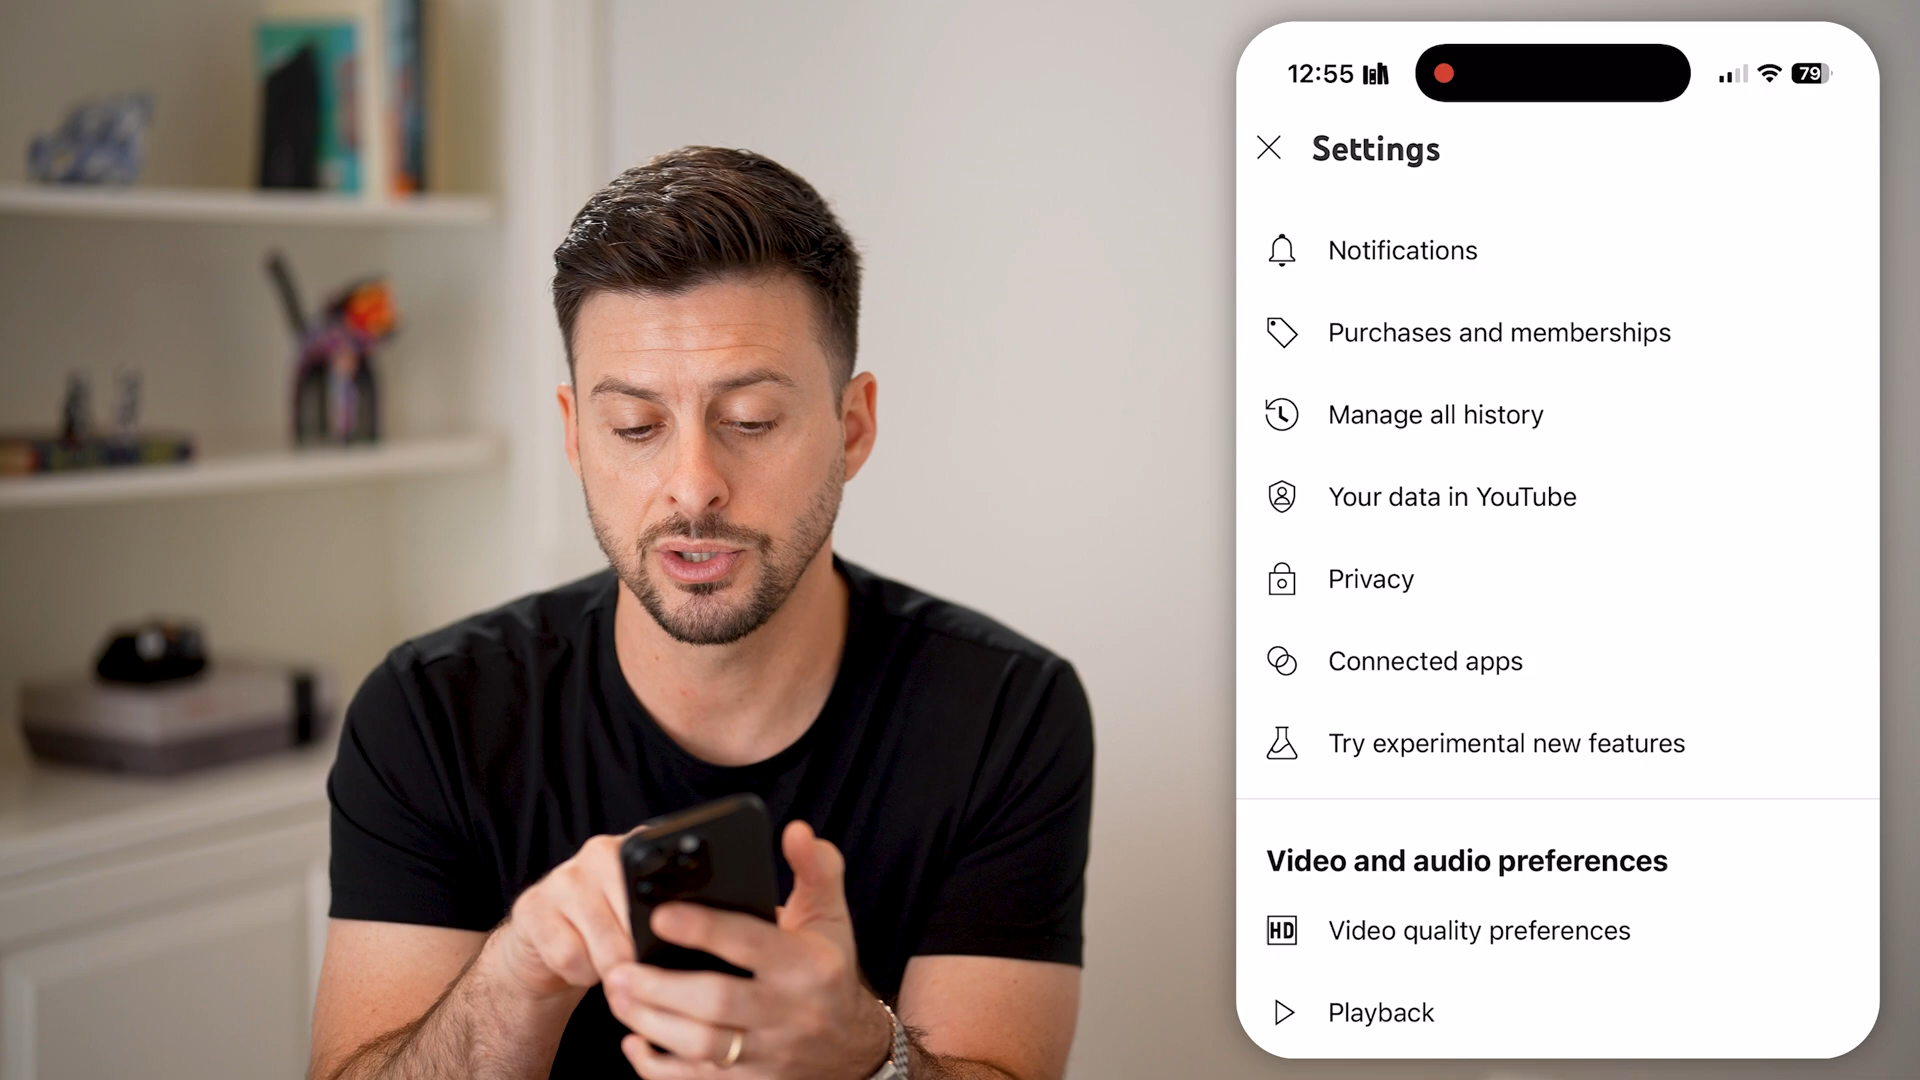 12:55
79
Settings
Notifications
Purchases and memberships
Manage all history
Your data in YouTube
Privacy
Connected apps
Try experimental new features
Video and audio preferences
HD Video quality preferences
Playback